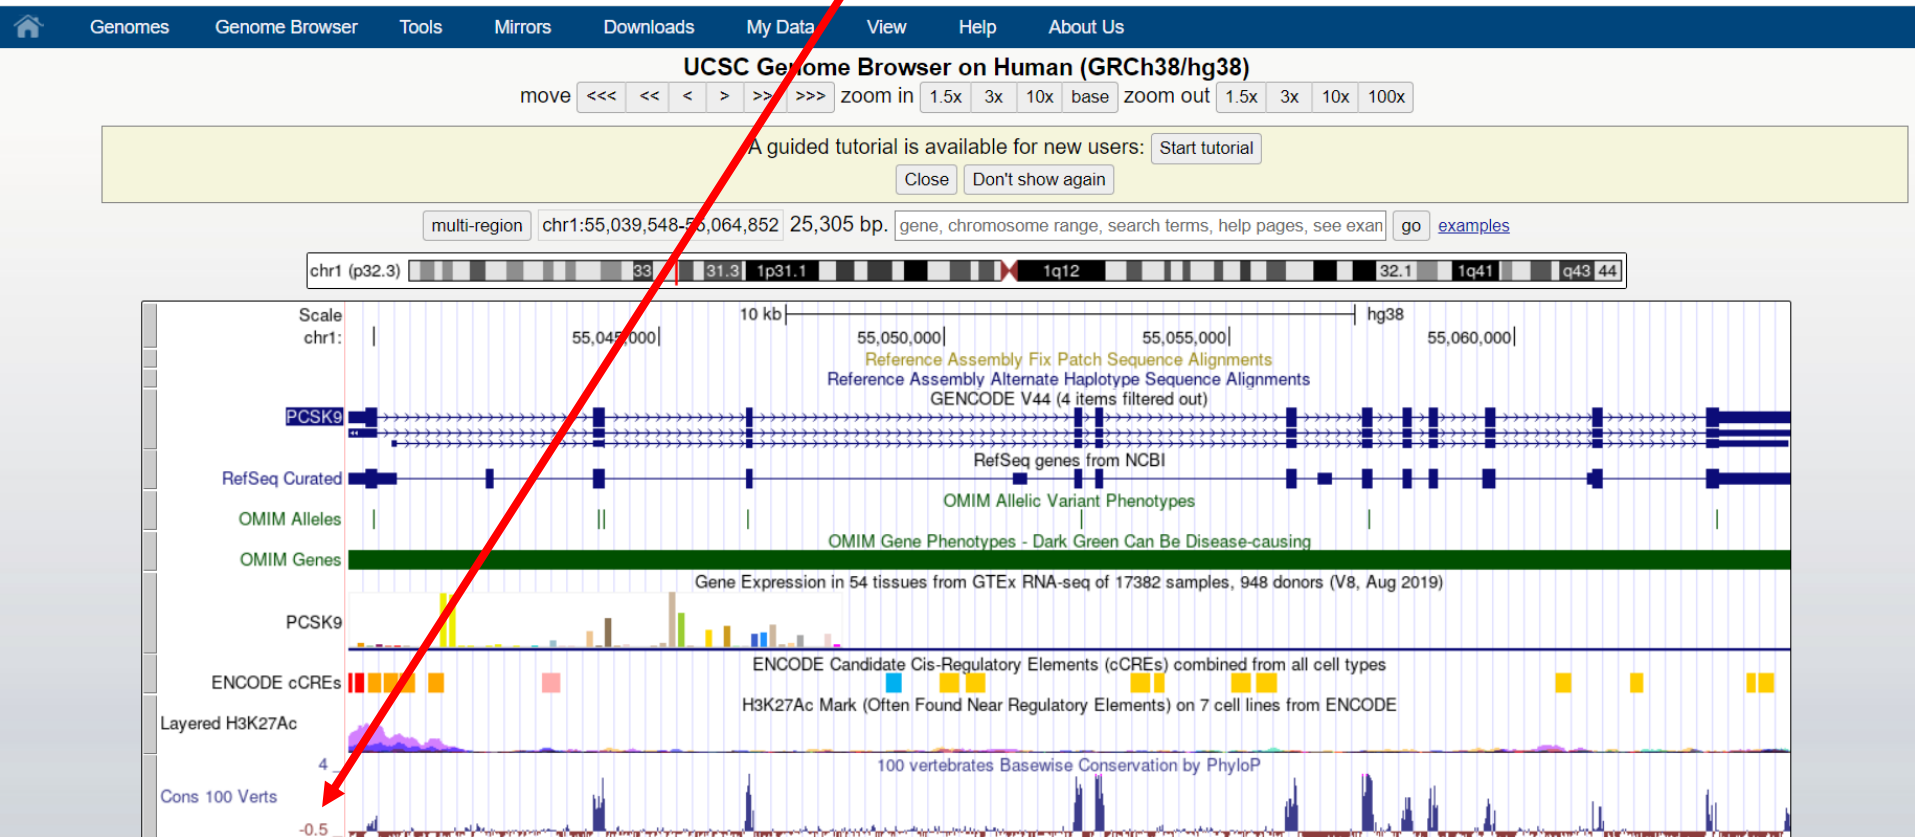 Genomes Genome Browser Tools Mirrors Downloads My Data View Help About Us
UCSC Genome Browser on Human (GRCh38/hg38)
move <<< << < > >> >>> zoom in 1.5x 3x 10x base zoom out 1.5x 3x 10x 100x
A guided tutorial is available for new users: Start tutorial
Close Don't show again
multi-region chr1:55,039,548-55,064,852 25,305 bp. gene, chromosome range, search terms, help pages, see exan go examples
chr1 (p32.3) 33 31.3 1p31.1 1q12 32.1 1q41 q43 44
Scale 10 kb hg38
chr1: 55,045,000 55,050,000 55,055,000 55,060,000
Reference Assembly Fix Patch Sequence Alignments
Reference Assembly Alternate Haplotype Sequence Alignments
GENCODE V44 (4 items filtered out)
PCSK9
RefSeq genes from NCBI
RefSeq Curated
OMIM Allelic Variant Phenotypes
OMIM Alleles
OMIM Gene Phenotypes - Dark Green Can Be Disease-causing
OMIM Genes
Gene Expression in 54 tissues from GTEx RNA-seq of 17382 samples, 948 donors (V8, Aug 2019)
PCSK9
ENCODE Candidate Cis-Regulatory Elements (cCREs) combined from all cell types
ENCODE cCREs
H3K27Ac Mark (Often Found Near Regulatory Elements) on 7 cell lines from ENCODE
Layered H3K27Ac
4 _ 100 vertebrates Basewise Conservation by PhyloP
Cons 100 Verts
-0.5 _